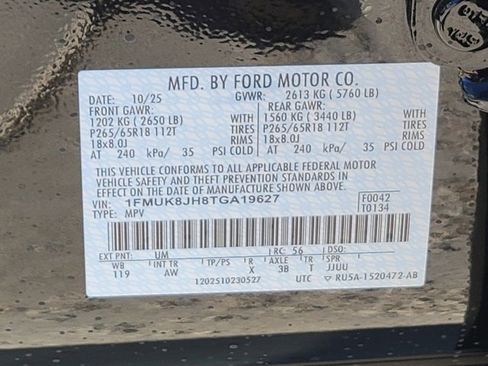 MFD. BY FORD MOTOR CO.
DATE: 10/25 GVWR: 2613 KG ( 5760 LB)
FRONT GAWR: REAR GAWR:
1202 KG ( 2650 LB) WITH 1560 KG ( 3440 LB) WITH
P265/65R18 112T TIRES P265/65R18 112T TIRES
18x8.0J RIMS 18x8.0J RIMS
AT 240 kPa/ 35 PSI COLD AT 240 kPa/ 35 PSI COLD
THIS VEHICLE CONFORMS TO ALL APPLICABLE FEDERAL MOTOR
VEHICLE SAFETY AND THEFT PREVENTION STANDARDS IN
EFFECT ON THE DATE OF MANUFACTURE SHOWN ABOVE.
VIN: 1FMUK8JH8TGA19627 F0042
TYPE: MPV T0134
EXT PNT: UM RC: 56 DSO:
WB INT TR TP/PS R AXLE TR SPR
119 AW X 3B T JJUU
1202510230527 UTC RU5A-1520472-AB